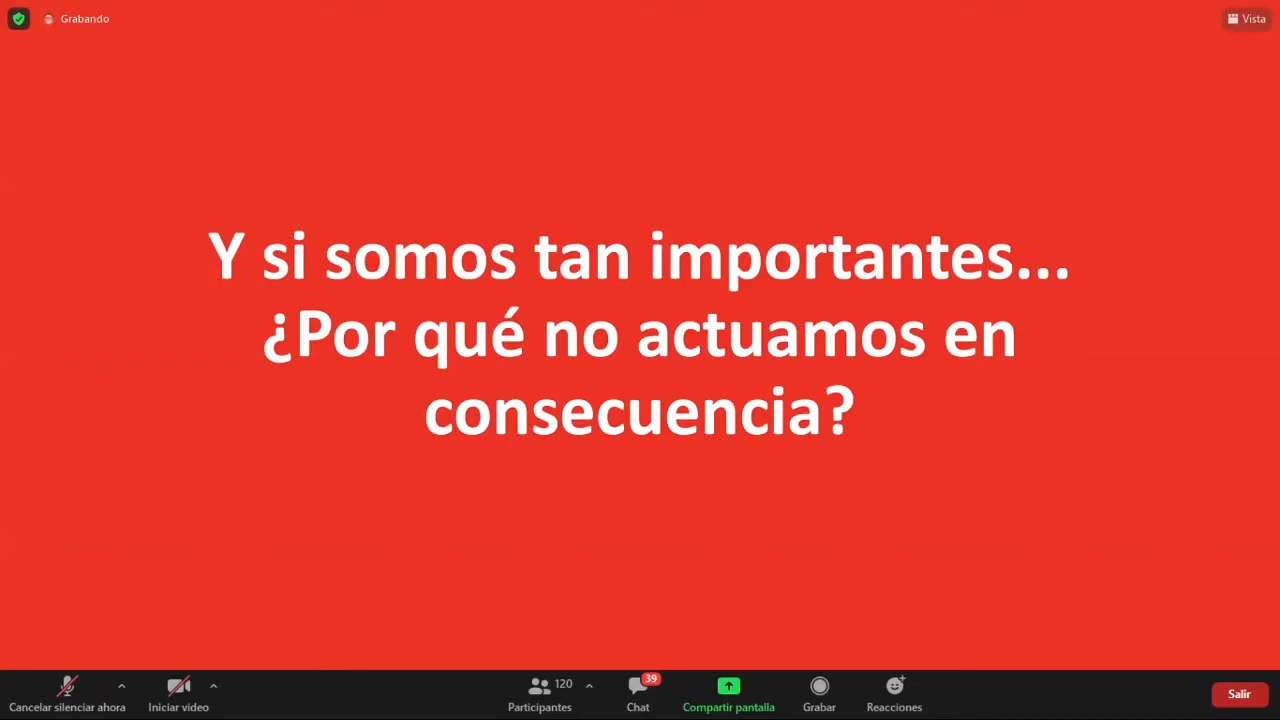 Grabando
Vista
Y si somos tan importantes...
¿Por qué no actuamos en
consecuencia?
Cancelar silenciar ahora
Iniciar video
Participantes
120
Chat
39
Compartir pantalla
Grabar
Reacciones
Salir